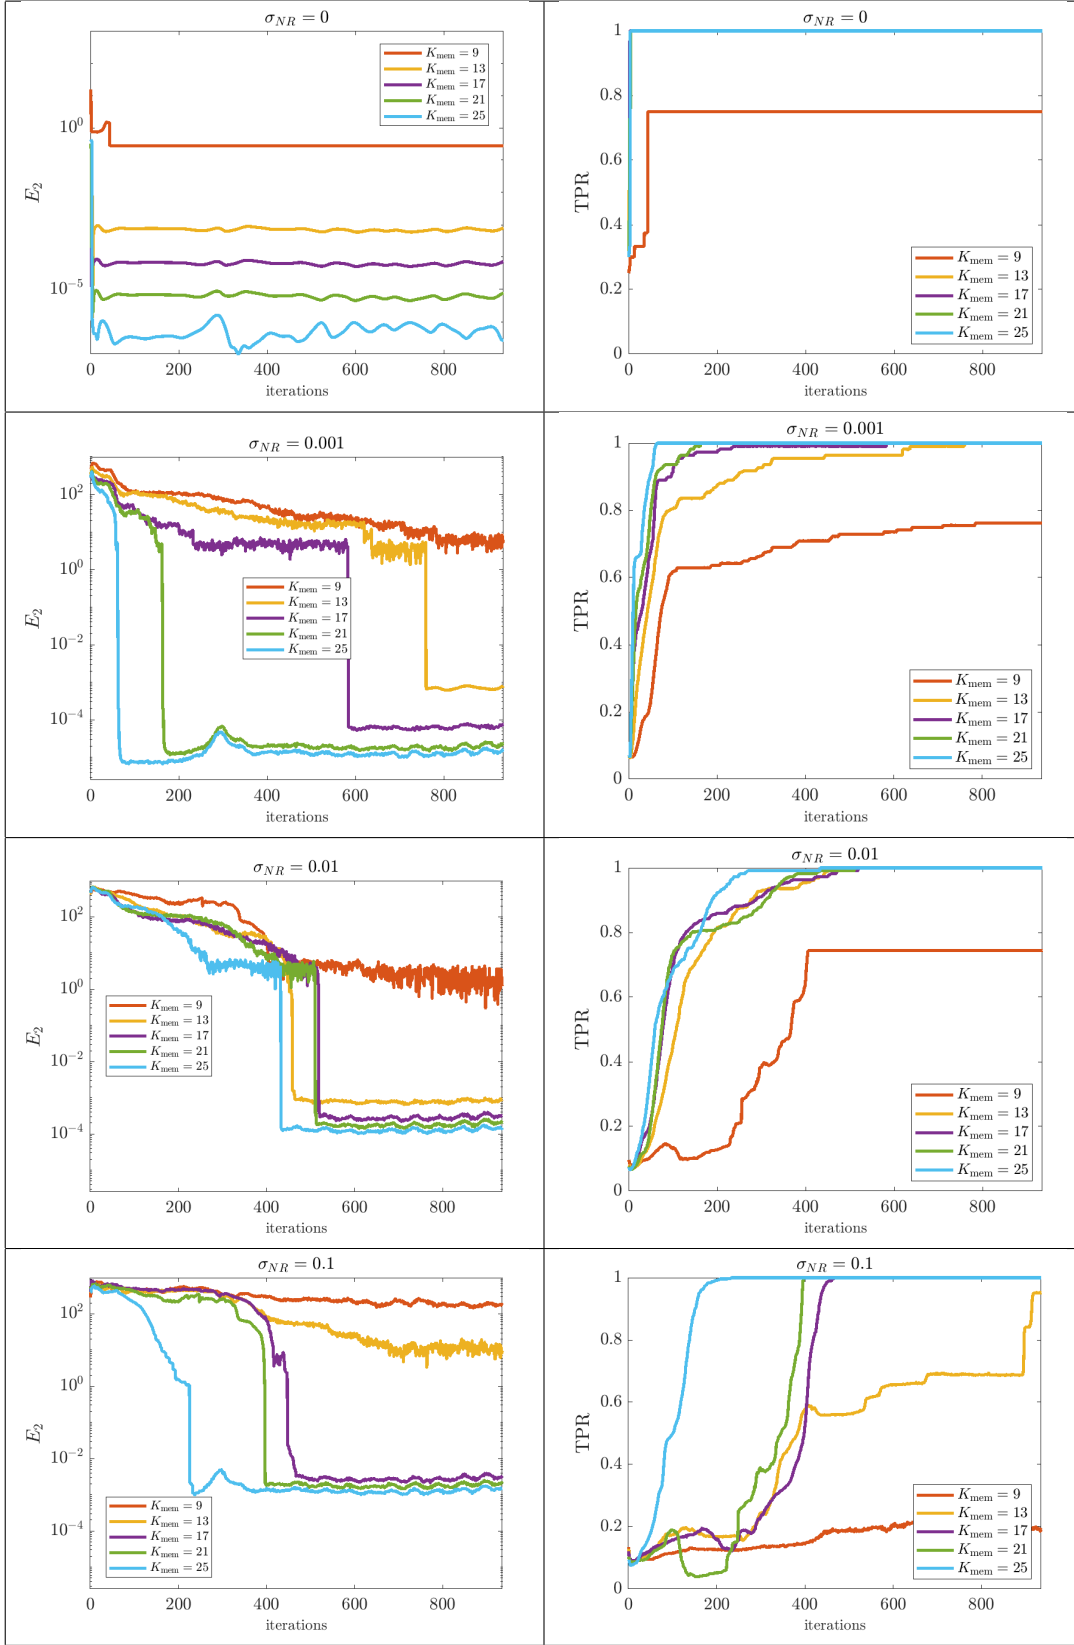 σ_NR = 0
E_2
10^0
10^-5
K_mem = 9
K_mem = 13
K_mem = 17
K_mem = 21
K_mem = 25
0 200 400 600 800
iterations
σ_NR = 0
TPR
1
0.8
0.6
0.4
0.2
0
K_mem = 9
K_mem = 13
K_mem = 17
K_mem = 21
K_mem = 25
0 200 400 600 800
iterations
σ_NR = 0.001
E_2
10^2
10^0
10^-2
10^-4
K_mem = 9
K_mem = 13
K_mem = 17
K_mem = 21
K_mem = 25
0 200 400 600 800
iterations
σ_NR = 0.001
TPR
1
0.8
0.6
0.4
0.2
0
K_mem = 9
K_mem = 13
K_mem = 17
K_mem = 21
K_mem = 25
0 200 400 600 800
iterations
σ_NR = 0.01
E_2
10^2
10^0
10^-2
10^-4
K_mem = 9
K_mem = 13
K_mem = 17
K_mem = 21
K_mem = 25
0 200 400 600 800
iterations
σ_NR = 0.01
TPR
1
0.8
0.6
0.4
0.2
0
K_mem = 9
K_mem = 13
K_mem = 17
K_mem = 21
K_mem = 25
0 200 400 600 800
iterations
σ_NR = 0.1
E_2
10^2
10^0
10^-2
10^-4
K_mem = 9
K_mem = 13
K_mem = 17
K_mem = 21
K_mem = 25
0 200 400 600 800
iterations
σ_NR = 0.1
TPR
1
0.8
0.6
0.4
0.2
0
K_mem = 9
K_mem = 13
K_mem = 17
K_mem = 21
K_mem = 25
0 200 400 600 800
iterations